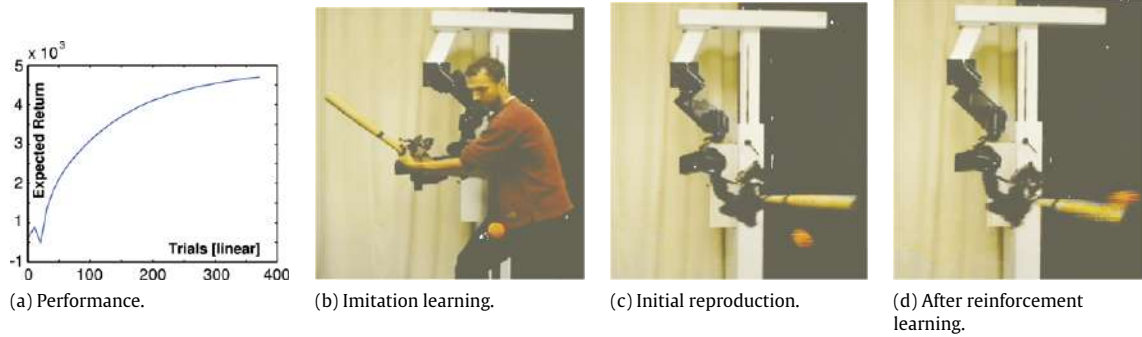 × 10³
5
4
3
2
1
-1
0
100
200
300
400
Expected Return
Trials [linear]
(a) Performance.
(b) Imitation learning.
(c) Initial reproduction.
(d) After reinforcement
learning.